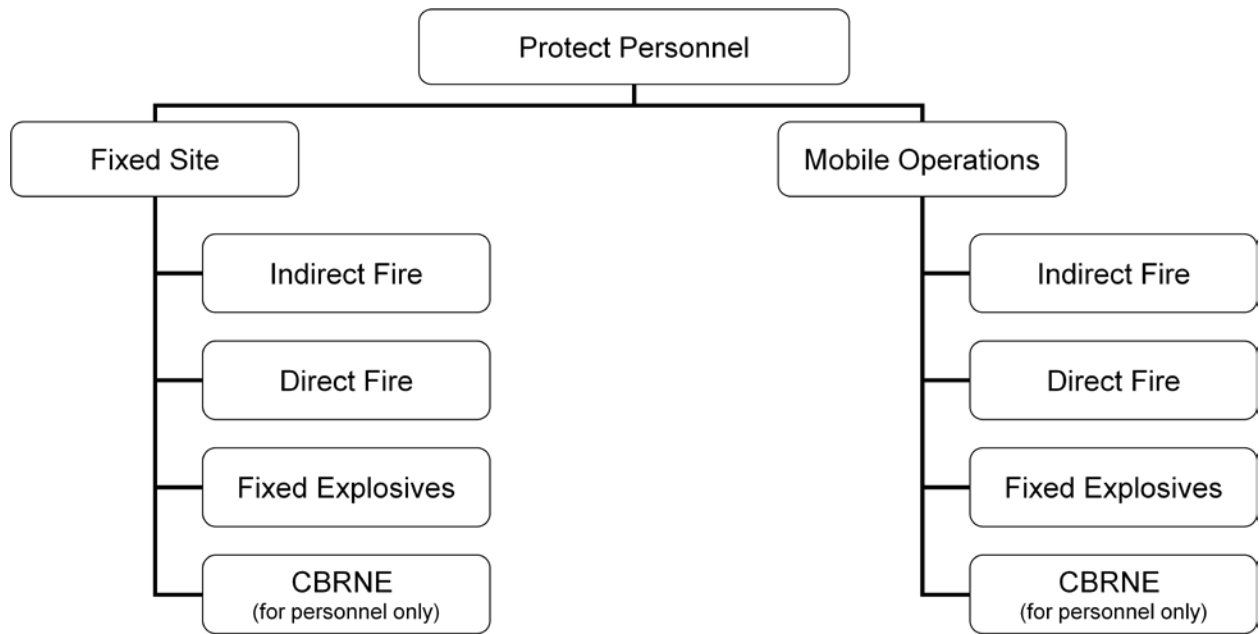 Protect Personnel
Fixed Site
Mobile Operations
Indirect Fire
Direct Fire
Fixed Explosives
CBRNE
(for personnel only)
Indirect Fire
Direct Fire
Fixed Explosives
CBRNE
(for personnel only)